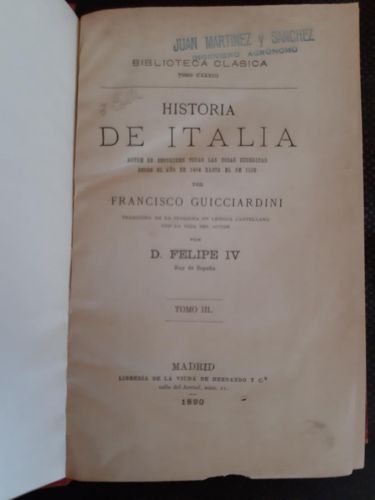 JUAN MARTINEZ y SANCHEZ
INGENIERO AGRÓNOMO
BIBLIOTECA CLÁSICA
TOMO CXXXIII
HISTORIA
DE ITALIA
DONDE SE DESCRIBEN TODAS LAS COSAS SUCEDIDAS
DESDE EL AÑO DE 1494 HASTA EL DE 1532
POR
FRANCISCO GUICCIARDINI
TRADUCIDA DE LA ITALIANA EN LENGUA CASTELLANA
CON LA VIDA DEL AUTOR
POR
D. FELIPE IV
Rey de España
TOMO III.
MADRID
LIBRERÍA DE LA VIUDA DE HERNANDO Y C.ª
calle del Arenal, núm. 11.
1890